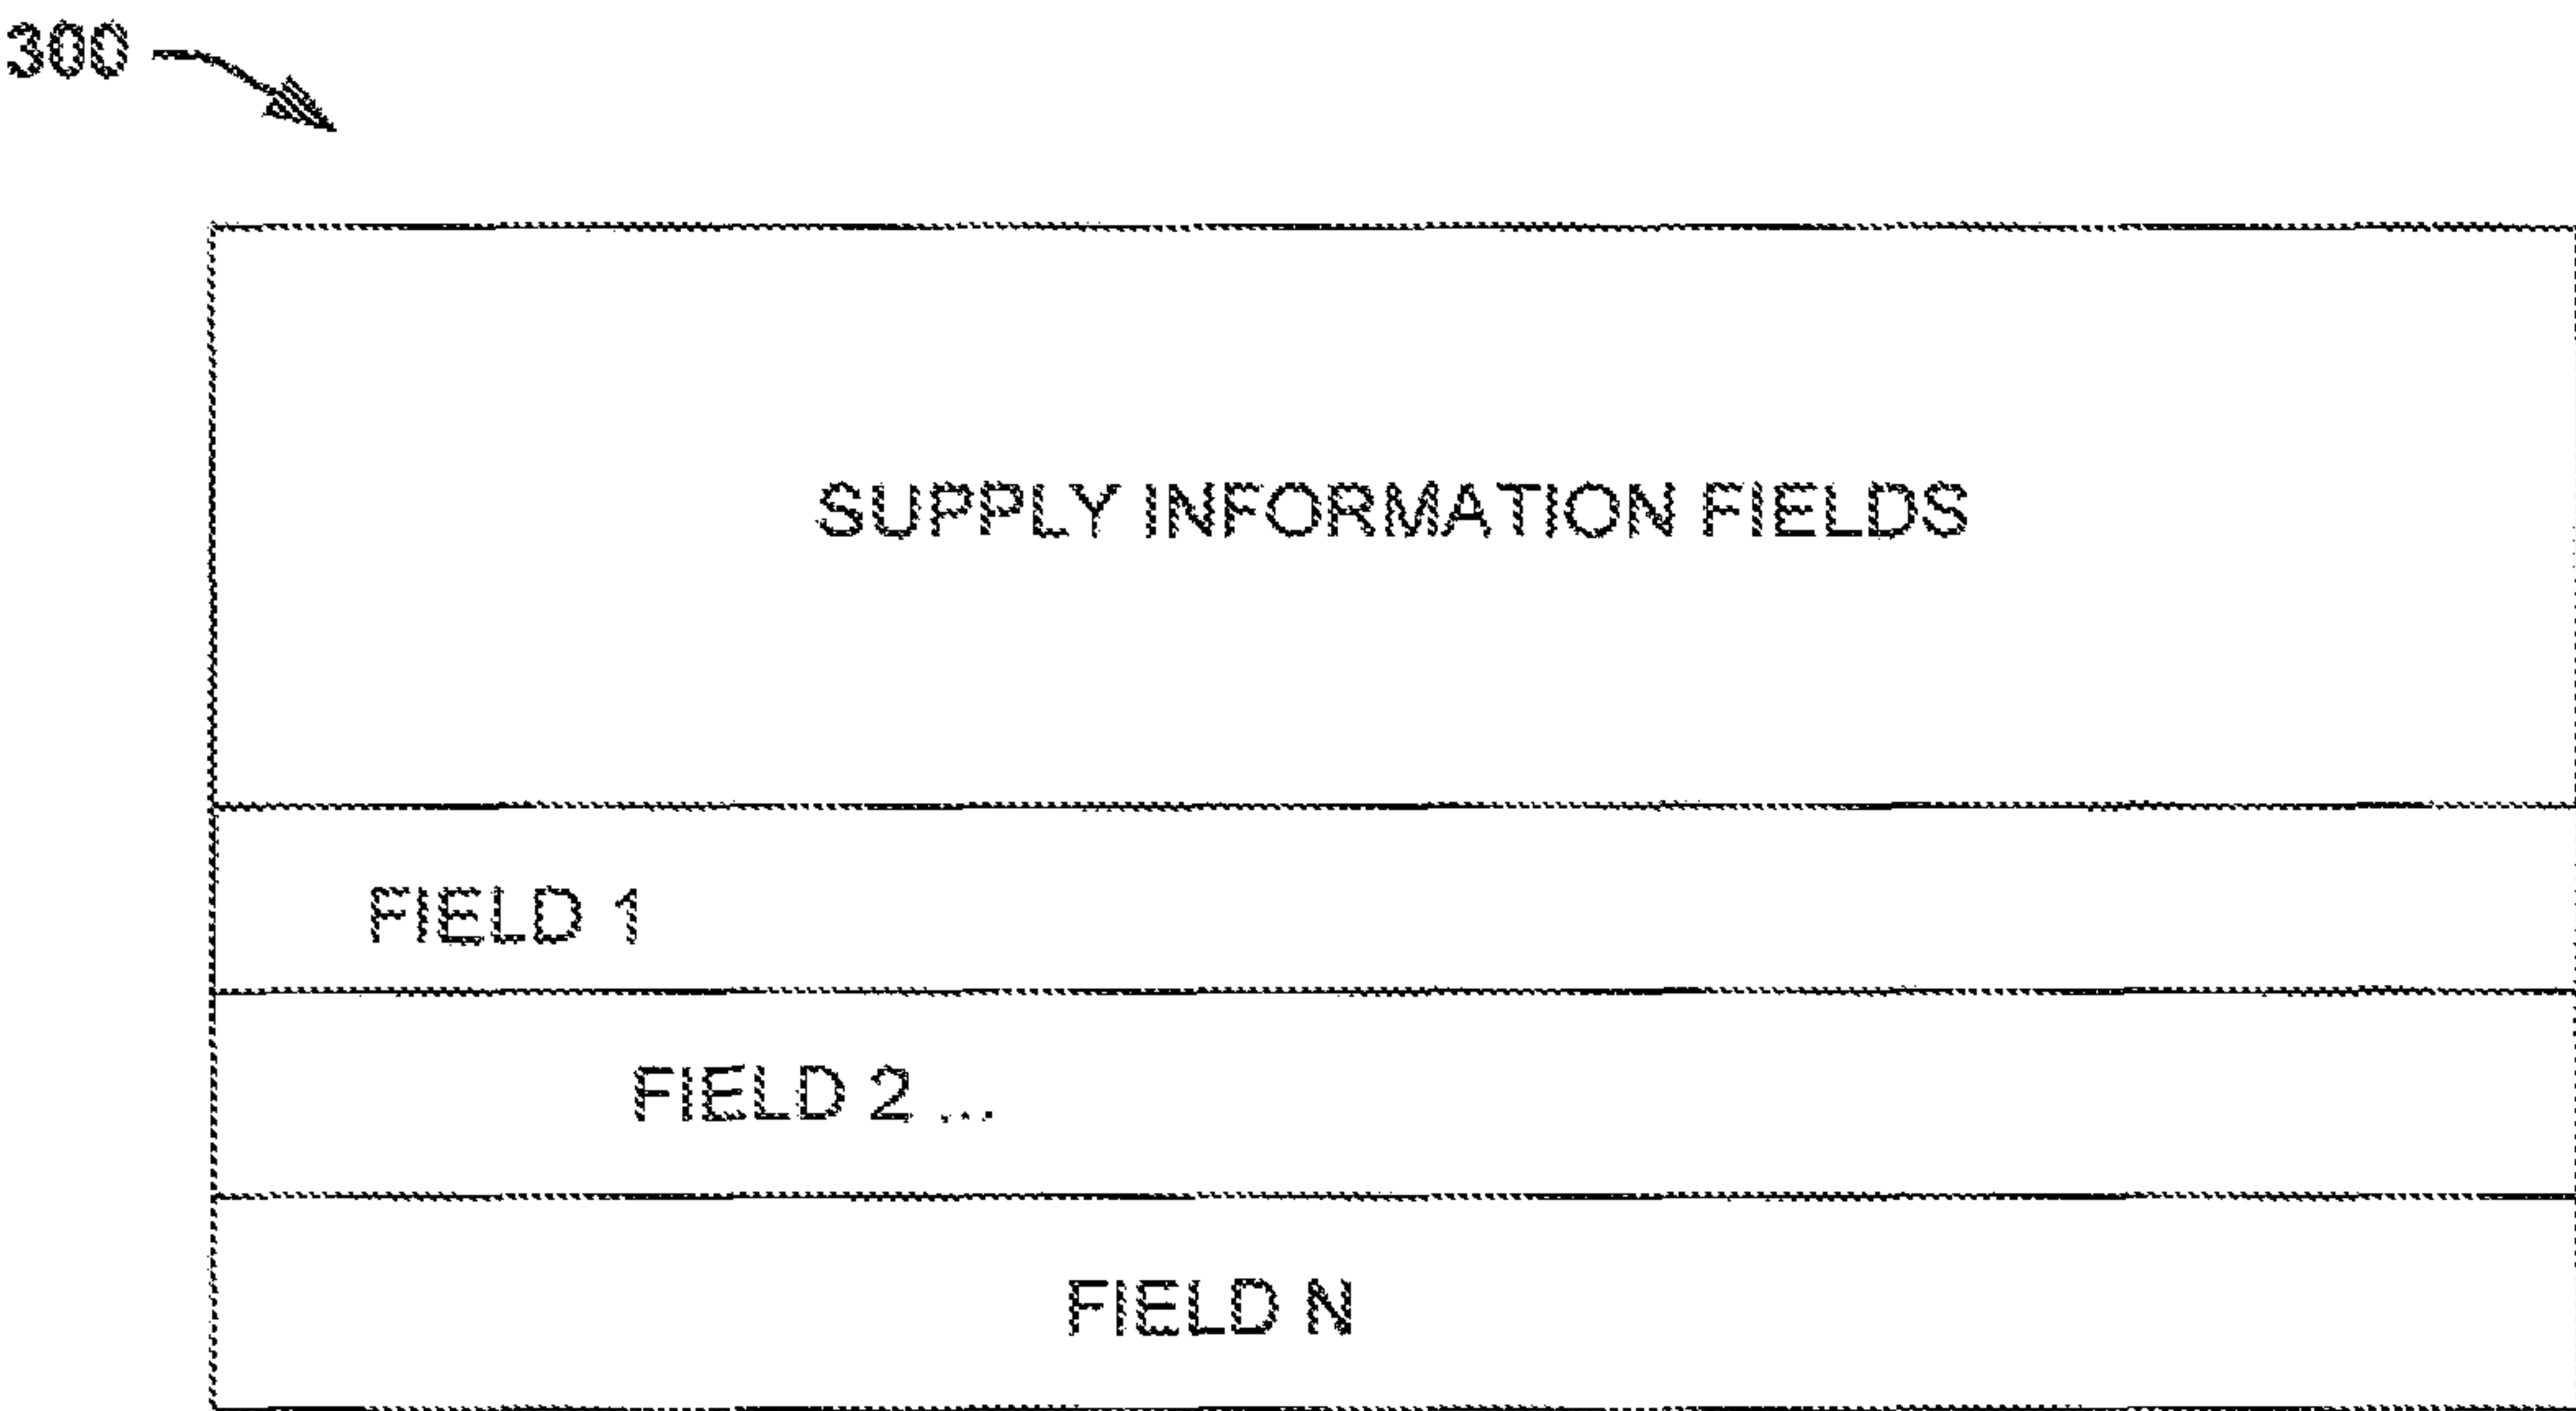 300
SUPPLY INFORMATION FIELDS
FIELD 1
FIELD 2 ...
FIELD N